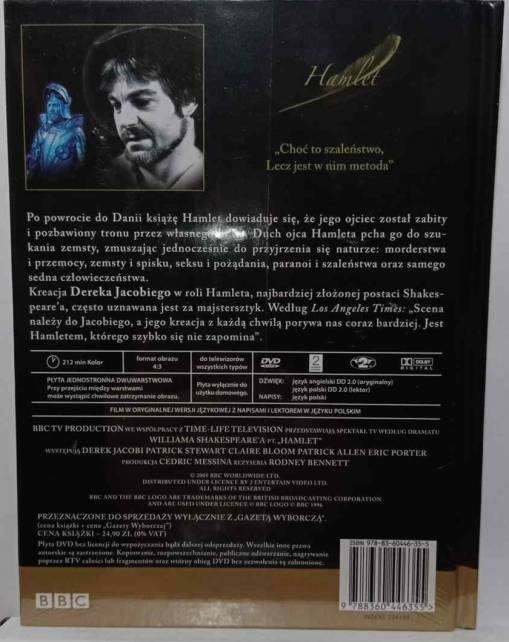 Hamlet
„Choć to szaleństwo,
Lecz jest w nim metoda”
Po powrocie do Danii książę Hamlet dowiaduje się, że jego ojciec został zabity
i pozbawiony tronu przez własnego Duch ojca Hamleta pcha go do szu-
kania zemsty, zmuszając jednocześnie do przyjrzenia się naturze: morderstwa
i przemocy, zemsty i spisku, seksu i pożądania, paranoi i szaleństwa oraz samego
sedna człowieczeństwa.
Kreacja Dereka Jacobiego w roli Hamleta, najbardziej złożonej postaci Shakes-
peare'a, często uznawana jest za majstersztyk. Według Los Angeles Times: „Scena
należy do Jacobiego, a jego kreacja z każdą chwilą porywa nas coraz bardziej. Jest
Hamletem, którego szybko się nie zapomina”.
212 min Kolor
format obrazu
4:3
do telewizorów
wszystkich typów
DVD
VIDEO
2
2
DOLBY
DIGITAL
PŁYTA JEDNOSTRONNA DWUWARSTWOWA
Przy przejściu między warstwami
może wystąpić chwilowe zatrzymanie obrazu.
Płyta wyłącznie do
użytku domowego.
DŹWIĘK: język angielski DD 2.0 (oryginalny)
język polski DD 2.0 (lektor)
NAPISY: język polski
FILM W ORYGINALNEJ WERSJI JĘZYKOWEJ Z NAPISAMI I LEKTOREM W JĘZYKU POLSKIM
BBC TV PRODUCTION WE WSPÓŁPRACY Z TIME-LIFE TELEVISION PRZEDSTAWIAJĄ SPEKTAKL TV WEDŁUG DRAMATU
WILLIAMA SHAKESPEARE'A PT. „HAMLET”
WYSTĘPUJĄ DEREK JACOBI PATRICK STEWART CLAIRE BLOOM PATRICK ALLEN ERIC PORTER
PRODUKCJA CEDRIC MESSINA REŻYSERIA RODNEY BENNETT
BBC WORLDWIDE LTD.
DISTRIBUTED UNDER LICENCE BY 2 ENTERTAIN VIDEO LTD.
ALL RIGHTS RESERVED
BBC AND THE BBC LOGO ARE TRADEMARKS OF THE BRITISH BROADCASTING CORPORATION
AND ARE USED UNDER LICENCE © BBC LOGO © BBC 1996
PRZEZNACZONE DO SPRZEDAŻY WYŁĄCZNIE Z „GAZETĄ WYBORCZĄ”.
(cena książki + cena „Gazety Wyborczej”)
CENA KSIĄŻKI – 24,90 ZŁ (0% VAT)
Płyta DVD bez licencji do wypożyczania bądź dalszej odsprzedaży. Wszelkie inne prawa
autorskie są zastrzeżone. Kopiowanie, rozpowszechnianie, publiczne odtwarzanie, nagrywanie
poprzez RTV całości lub fragmentów oraz wtórny obieg DVD bez zezwolenia są zabronione.
ISBN 978-83-60446-35-5
9 788360 446355
BBC